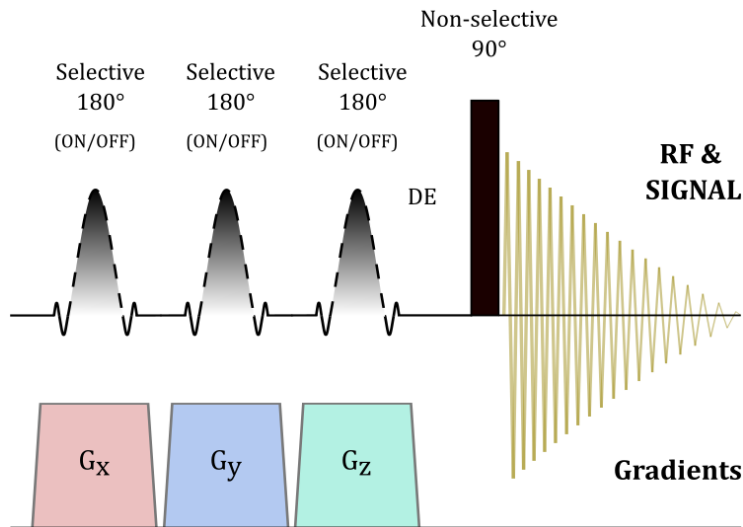 Non-selective
90°
Selective
180°
(ON/OFF)
Selective
180°
(ON/OFF)
Selective
180°
(ON/OFF)
DE
RF &
SIGNAL
Gx
Gy
Gz
Gradients